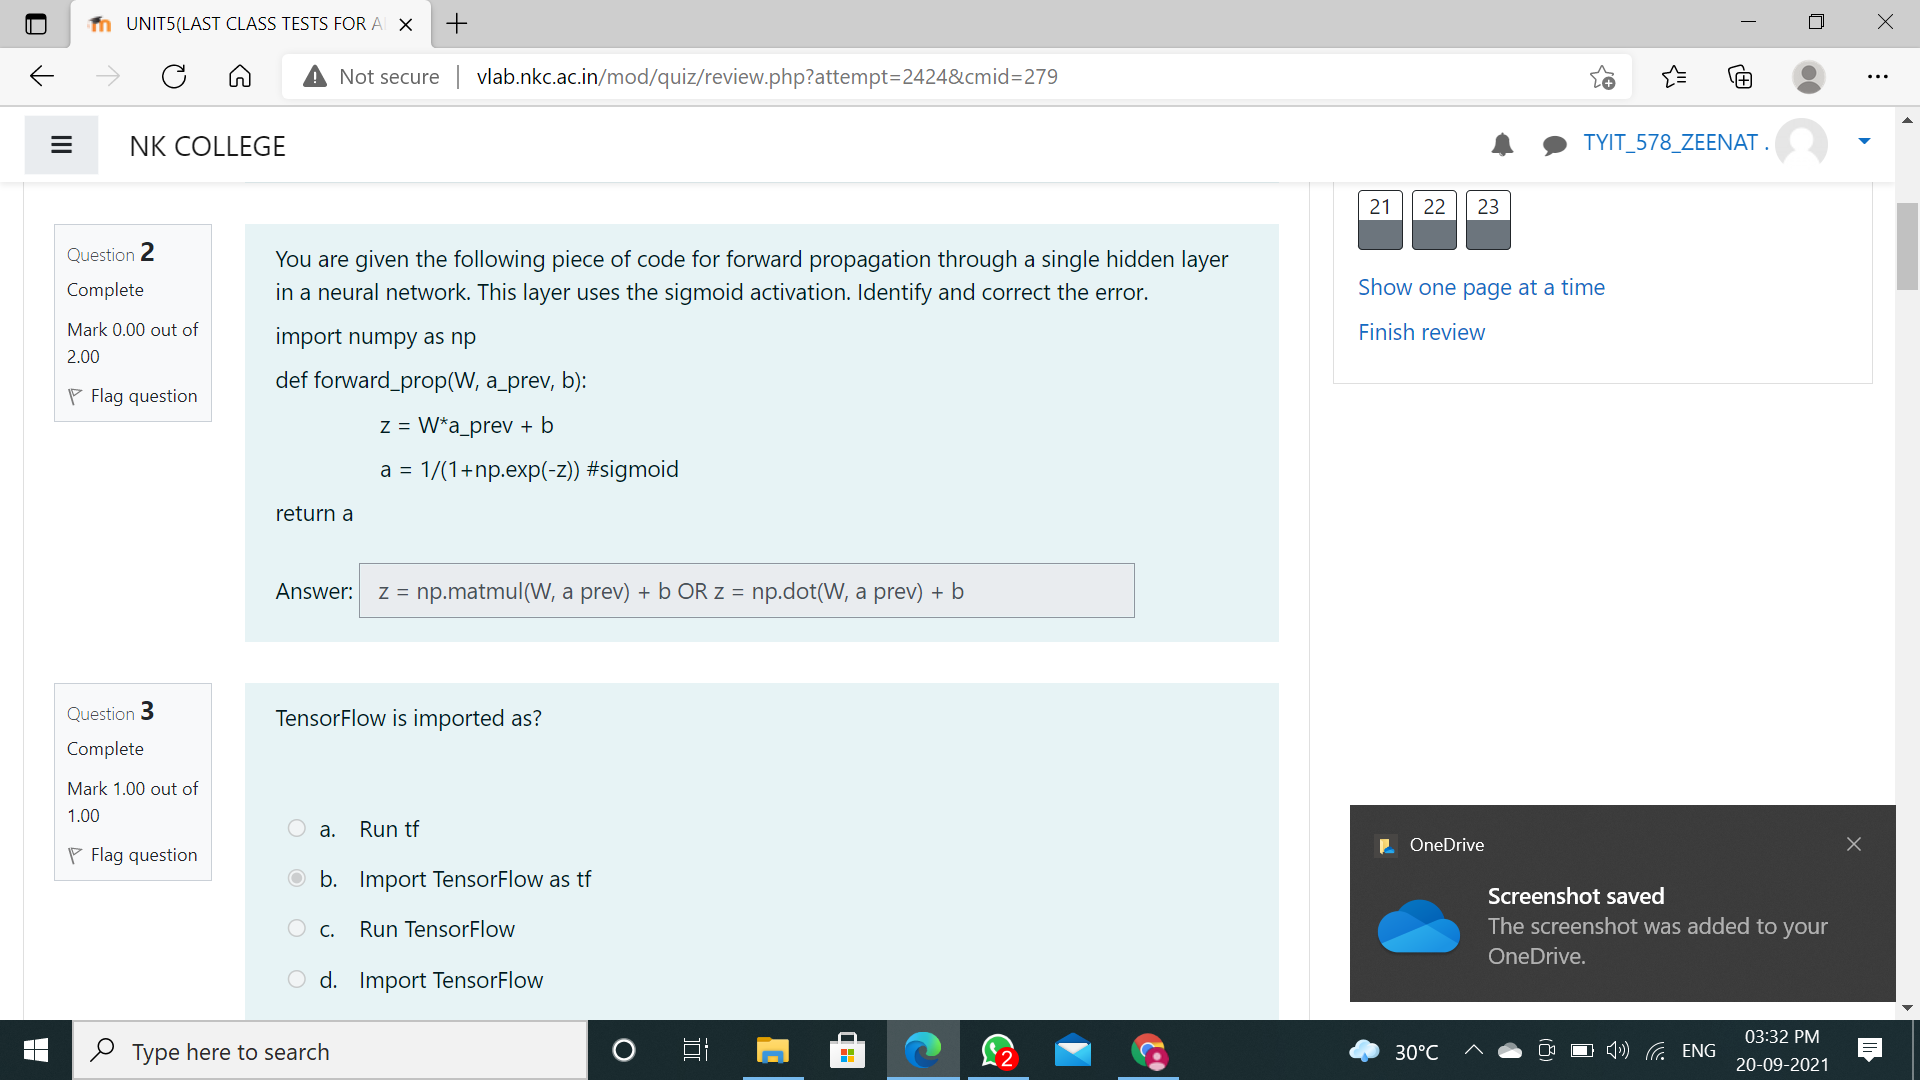 UNIT5(LAST CLASS TESTS FOR A
Not secure
vlab.nkc.ac.in/mod/quiz/review.php?attempt=2424&cmid=279
NK COLLEGE
TYIT_578_ZEENAT .
21 22 23
Show one page at a time
Finish review
Question 2
Complete
Mark 0.00 out of
2.00
Flag question
You are given the following piece of code for forward propagation through a single hidden layer
in a neural network. This layer uses the sigmoid activation. Identify and correct the error.
import numpy as np
def forward_prop(W, a_prev, b):
z = W*a_prev + b
a = 1/(1+np.exp(-z)) #sigmoid
return a
Answer: z = np.matmul(W, a prev) + b OR z = np.dot(W, a prev) + b
Question 3
Complete
Mark 1.00 out of
1.00
Flag question
TensorFlow is imported as?
a. Run tf
b. Import TensorFlow as tf
c. Run TensorFlow
d. Import TensorFlow
OneDrive
Screenshot saved
The screenshot was added to your
OneDrive.
Type here to search
2
30°C
ENG
03:32 PM
20-09-2021